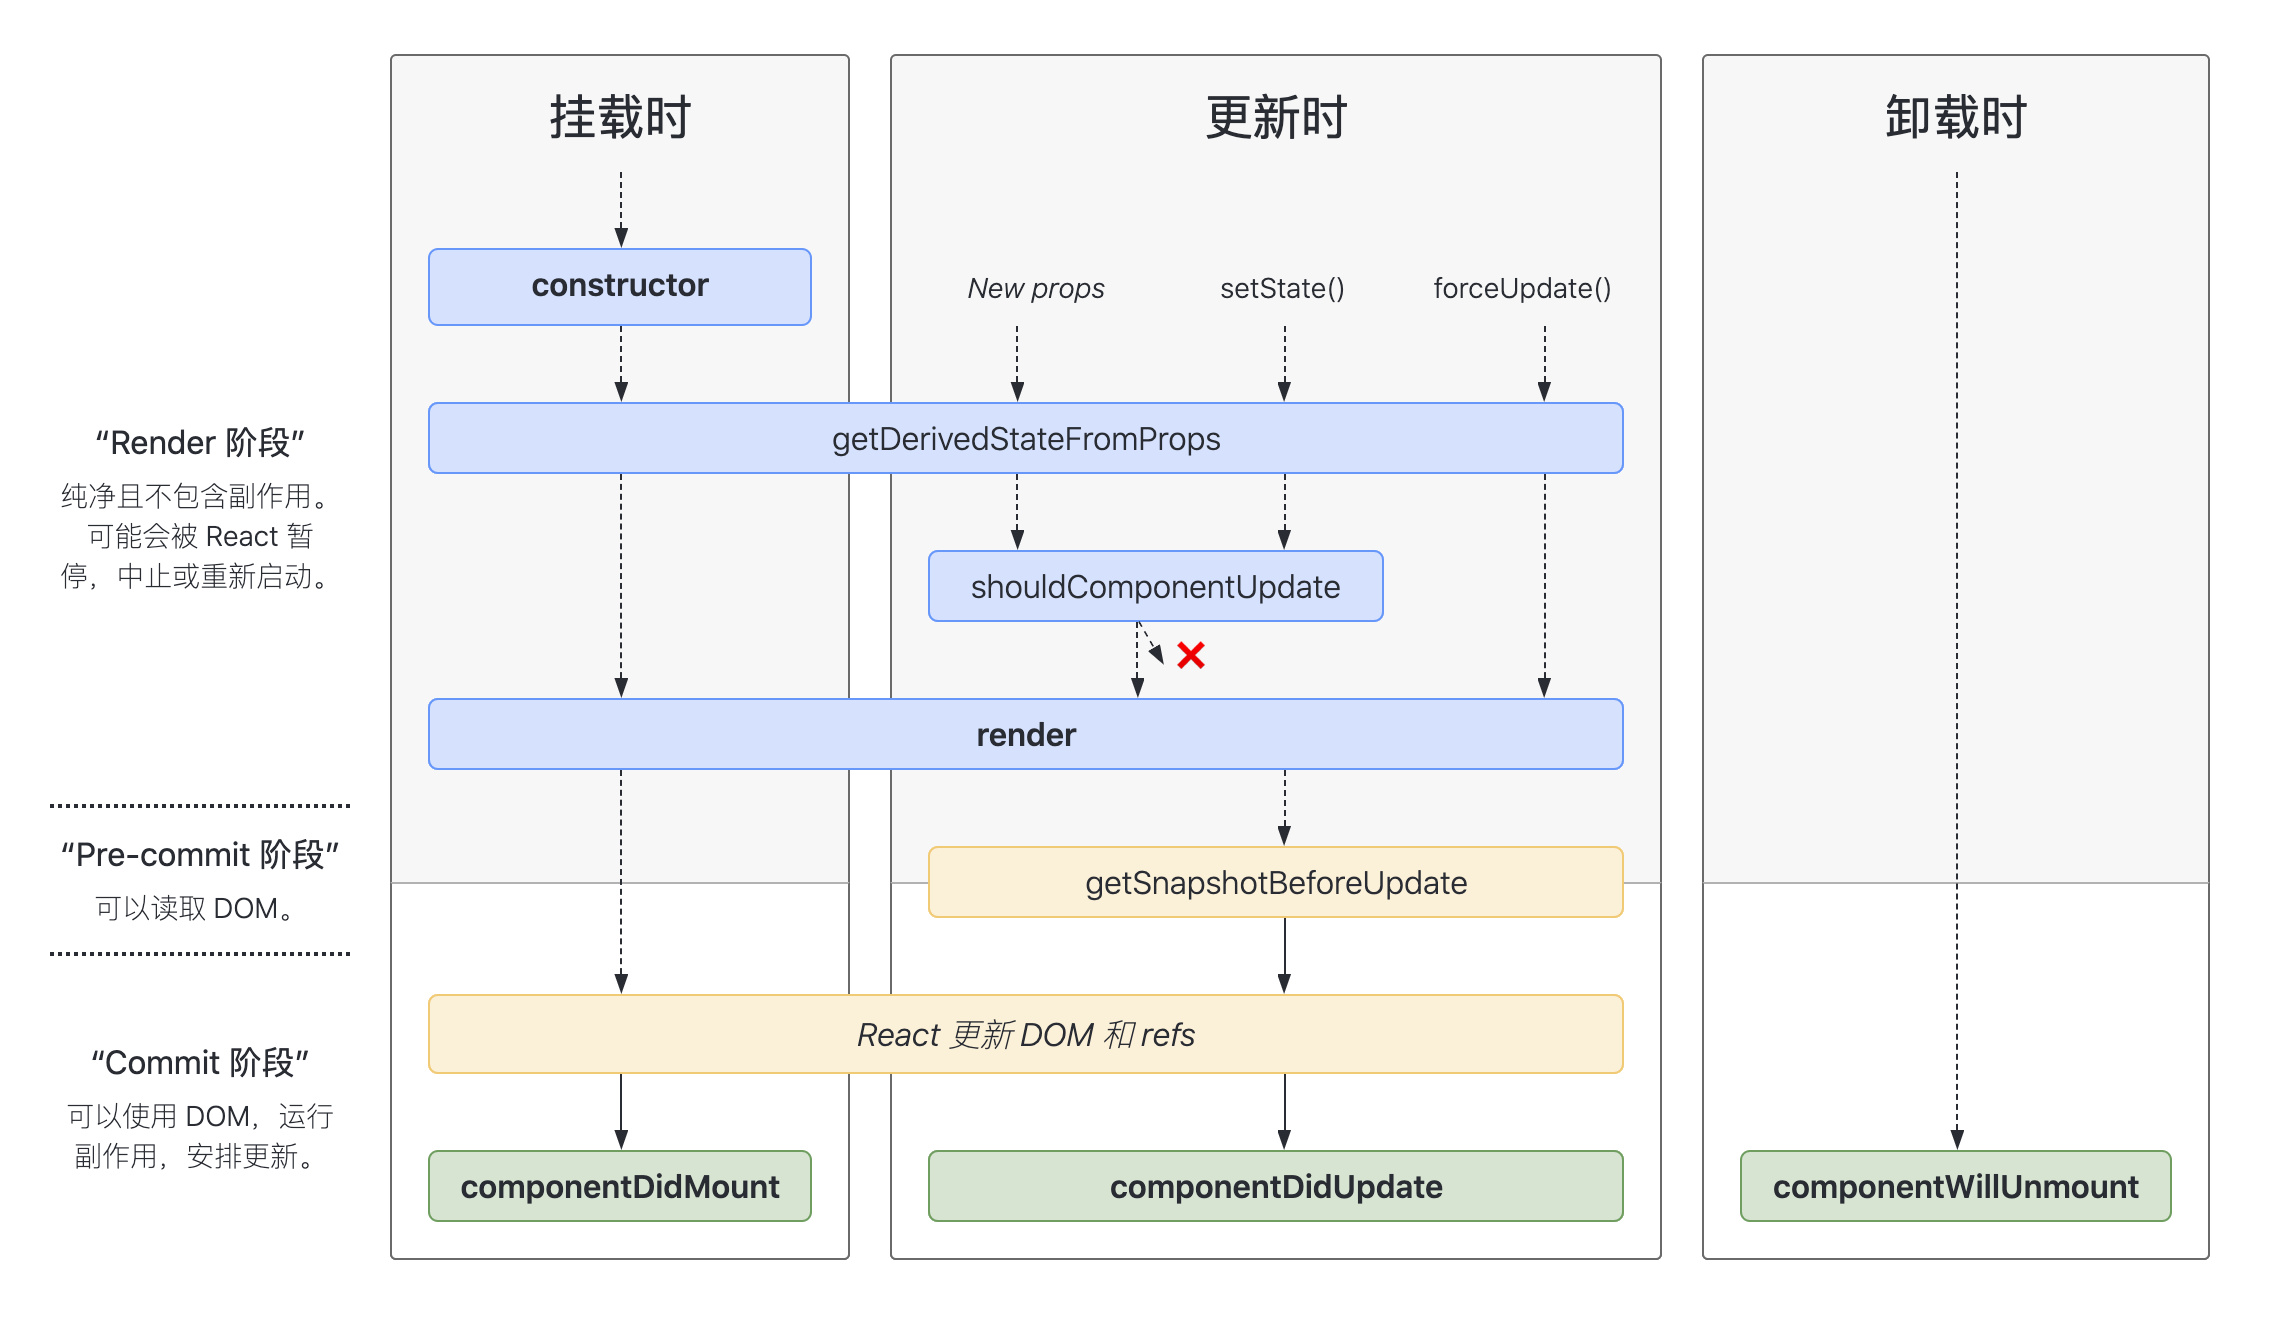 挂载时
更新时
卸载时
constructor
New props
setState()
forceUpdate()
getDerivedStateFromProps
“Render 阶段”
纯净且不包含副作用。
可能会被 React 暂
停，中止或重新启动。
shouldComponentUpdate
render
“Pre-commit 阶段”
可以读取 DOM。
getSnapshotBeforeUpdate
React 更新 DOM 和 refs
“Commit 阶段”
可以使用 DOM，运行
副作用，安排更新。
componentDidMount
componentDidUpdate
componentWillUnmount